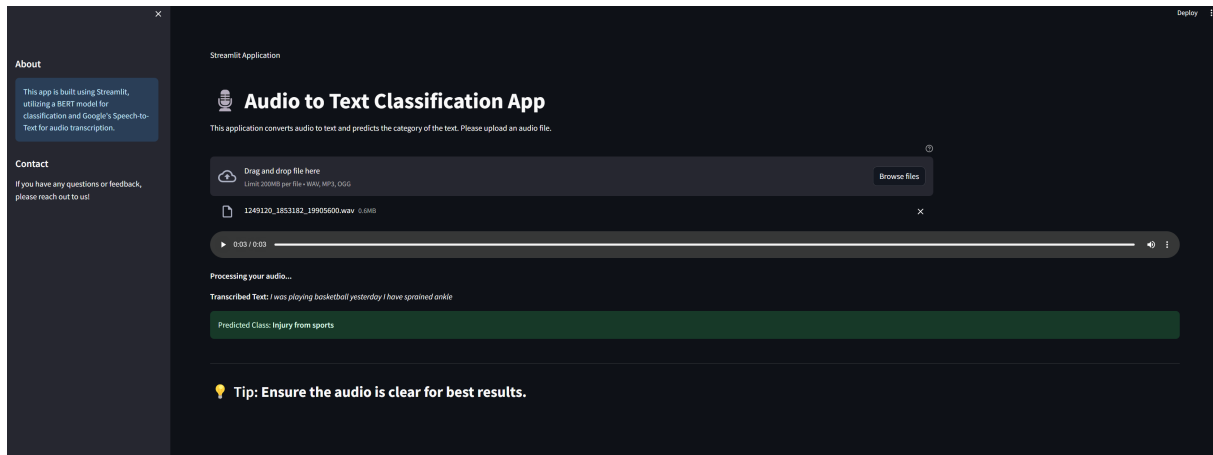 Deploy
About
This app is built using Streamlit,
utilizing a BERT model for
classification and Google's Speech-to-
Text for audio transcription.
Contact
If you have any questions or feedback,
please reach out to us!
Streamlit Application
Audio to Text Classification App
This application converts audio to text and predicts the category of the text. Please upload an audio file.
Drag and drop file here
Limit 200MB per file • WAV, MP3, OGG
Browse files
1249120_1853182_19905600.wav 0.6MB
0:03 / 0:03
Processing your audio...
Transcribed Text: I was playing basketball yesterday I have sprained ankle
Predicted Class: Injury from sports
Tip: Ensure the audio is clear for best results.